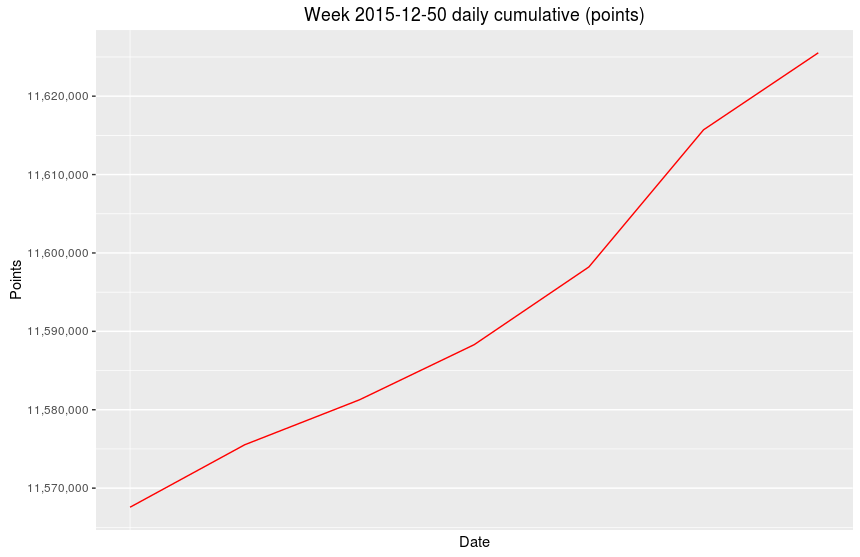 Week 2015-12-50 daily cumulative (points)
11,620,000
11,610,000
11,600,000
11,590,000
11,580,000
11,570,000
Points
Date